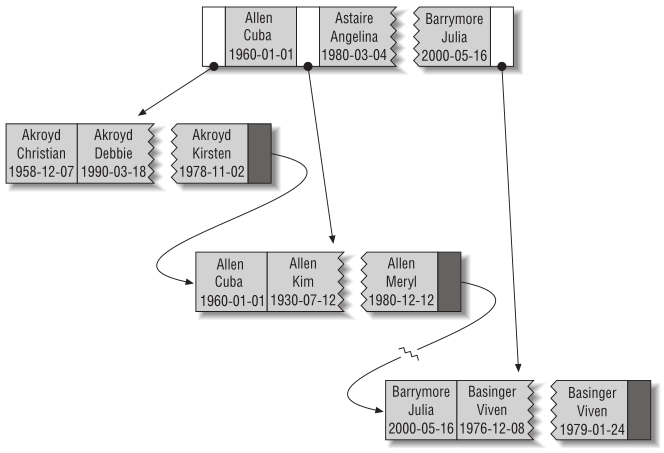 Allen
Cuba
1960-01-01
Astaire
Angelina
1980-03-04
Barrymore
Julia
2000-05-16
Akroyd
Christian
1958-12-07
Akroyd
Debbie
1990-03-18
Akroyd
Kirsten
1978-11-02
Allen
Cuba
1960-01-01
Allen
Kim
1930-07-12
Allen
Meryl
1980-12-12
Barrymore
Julia
2000-05-16
Basinger
Viven
1976-12-08
Basinger
Viven
1979-01-24